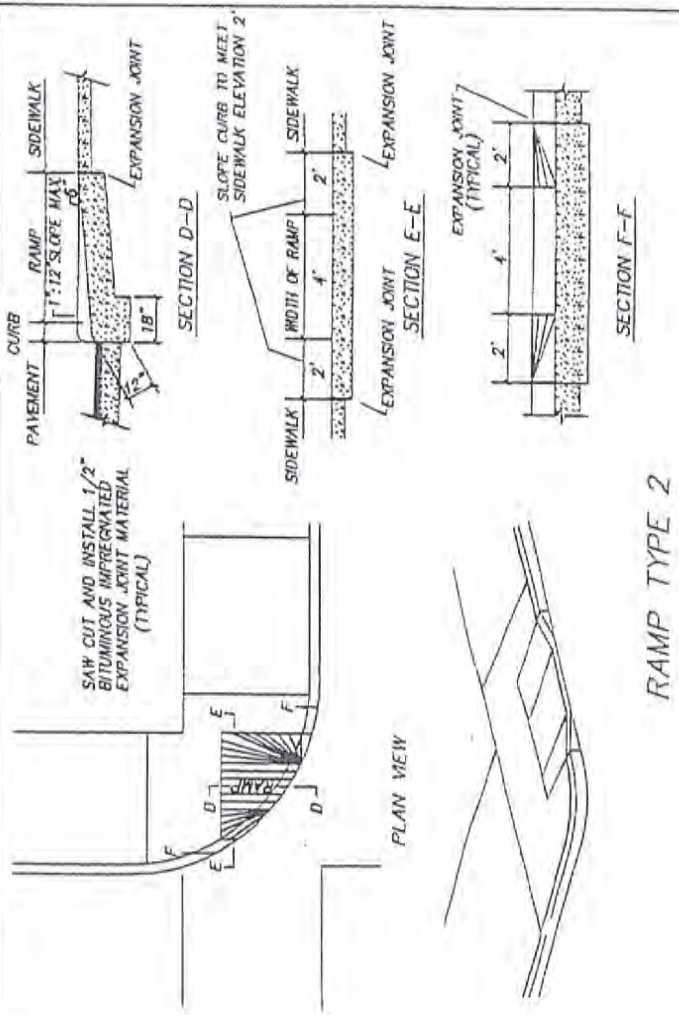 SAW CUT AND INSTALL 1/2"
BITUMINOUS IMPREGNATED
EXPANSION JOINT MATERIAL
(TYPICAL)
E
F
D
RAMP
D
F
E
PLAN VIEW
CURB
PAVEMENT
RAMP
SIDEWALK
1":12" SLOPE MAX
6"
EXPANSION JOINT
12"
18"
SECTION D-D
SLOPE CURB TO MEET
SIDEWALK ELEVATION 2'
SIDEWALK
WIDTH OF RAMP
SIDEWALK
2'
4'
2'
EXPANSION JOINT
EXPANSION JOINT
SECTION E-E
EXPANSION JOINT
(TYPICAL)
2'
4'
2'
SECTION F-F
RAMP TYPE 2